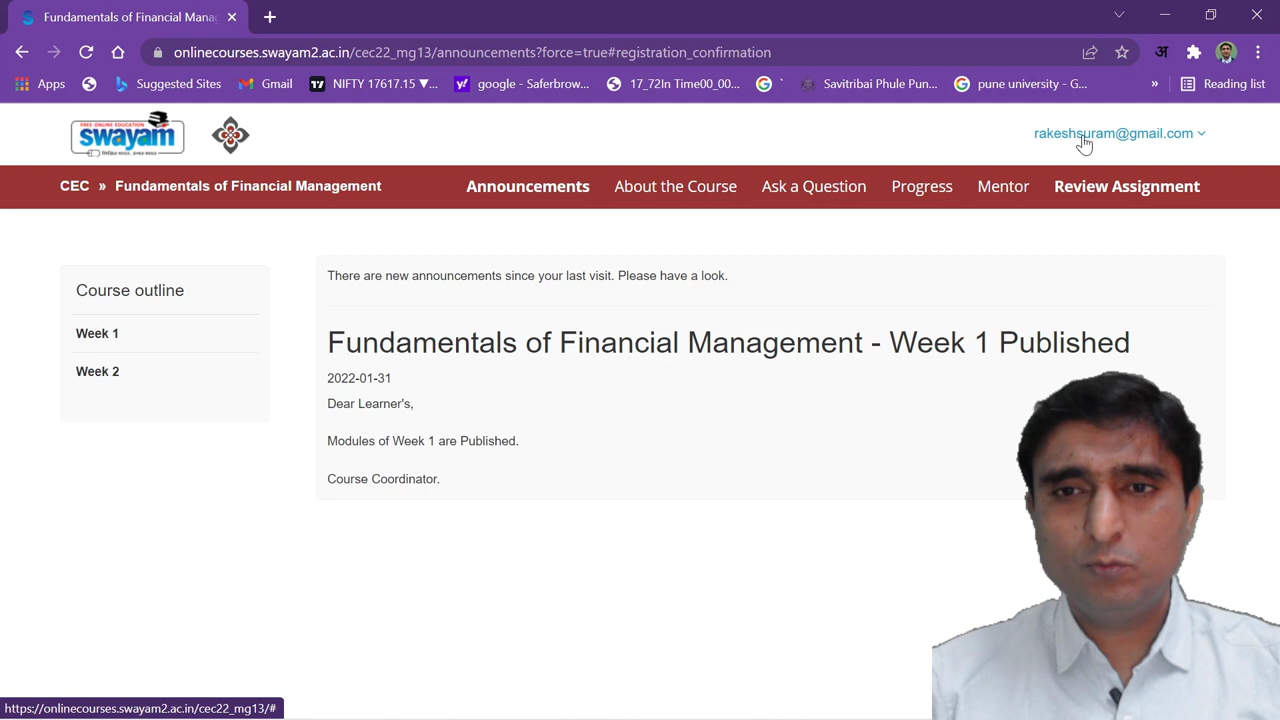 Fundamentals of Financial Mana
onlinecourses.swayam2.ac.in/cec22_mg13/announcements?force=true#registration_confirmation
अ
Apps
Suggested Sites
Gmail
NIFTY 17617.15 ▼...
google - Saferbrow...
17_72In Time00_00...
`
Savitribai Phule Pun...
pune university - G...
»
Reading list
FREE ONLINE EDUCATION
swayam
rakeshsuram@gmail.com
CEC » Fundamentals of Financial Management
Announcements
About the Course
Ask a Question
Progress
Mentor
Review Assignment
Course outline
Week 1
Week 2
There are new announcements since your last visit. Please have a look.
Fundamentals of Financial Management - Week 1 Published
2022-01-31
Dear Learner's,
Modules of Week 1 are Published.
Course Coordinator.
https://onlinecourses.swayam2.ac.in/cec22_mg13/#